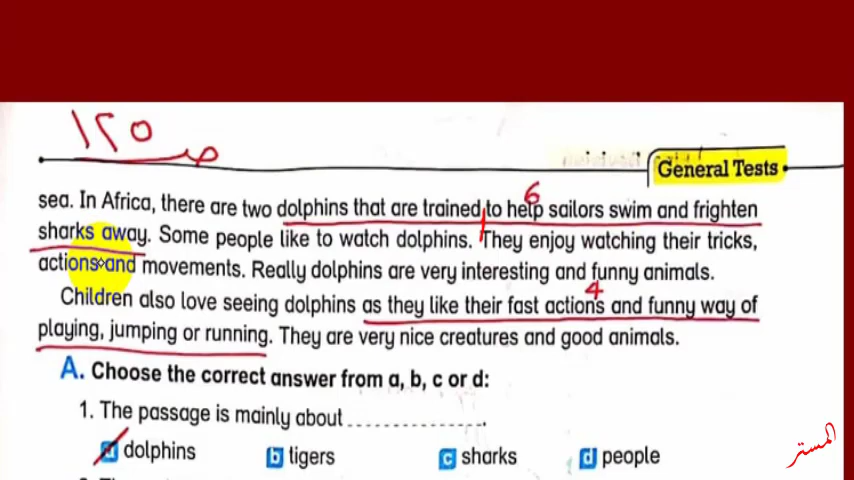 ص ١٢٥
General Tests
6
sea. In Africa, there are two dolphins that are trained to help sailors swim and frighten
sharks away. Some people like to watch dolphins. They enjoy watching their tricks,
actions and movements. Really dolphins are very interesting and funny animals.
4
Children also love seeing dolphins as they like their fast actions and funny way of
playing, jumping or running. They are very nice creatures and good animals.
A. Choose the correct answer from a, b, c or d:
1. The passage is mainly about ................
a dolphins b tigers c sharks d people
المستر